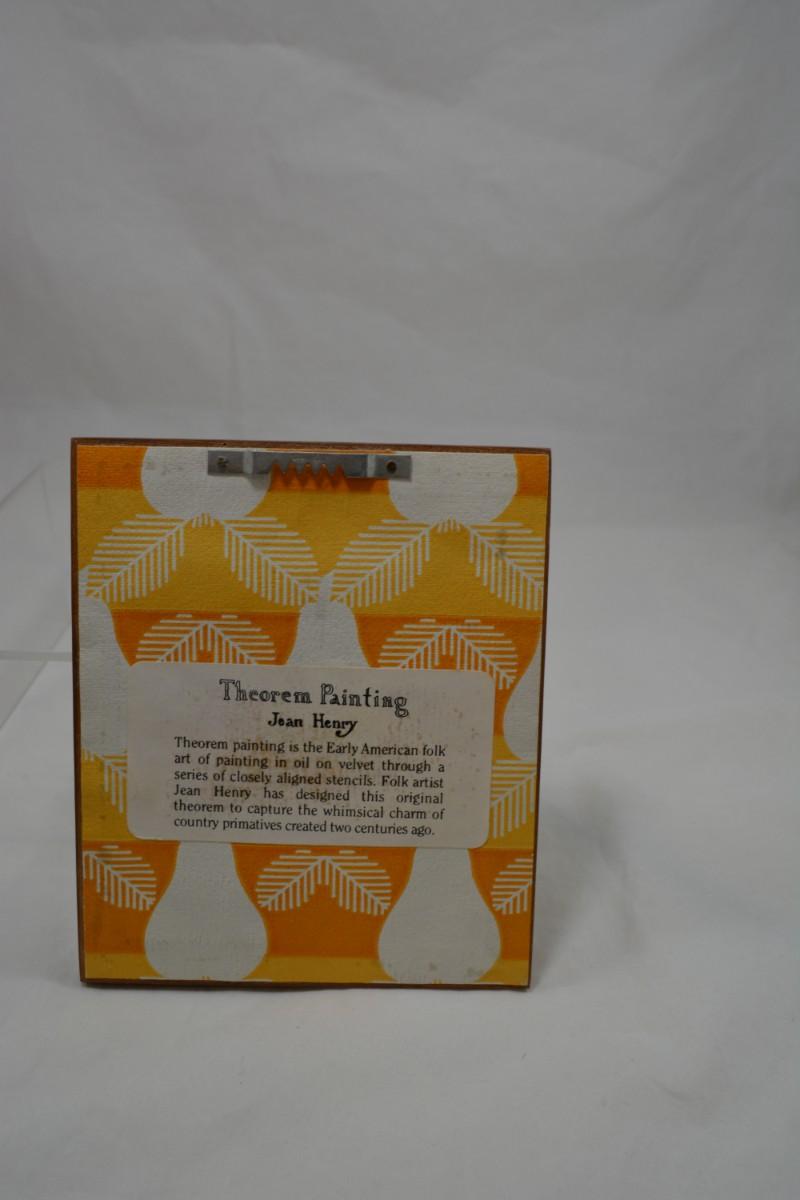 Theorem Painting
Jean Henry
Theorem painting is the Early American folk
art of painting in oil on velvet through a
series of closely aligned stencils. Folk artist
Jean Henry has designed this original
theorem to capture the whimsical charm of
country primatives created two centuries ago.